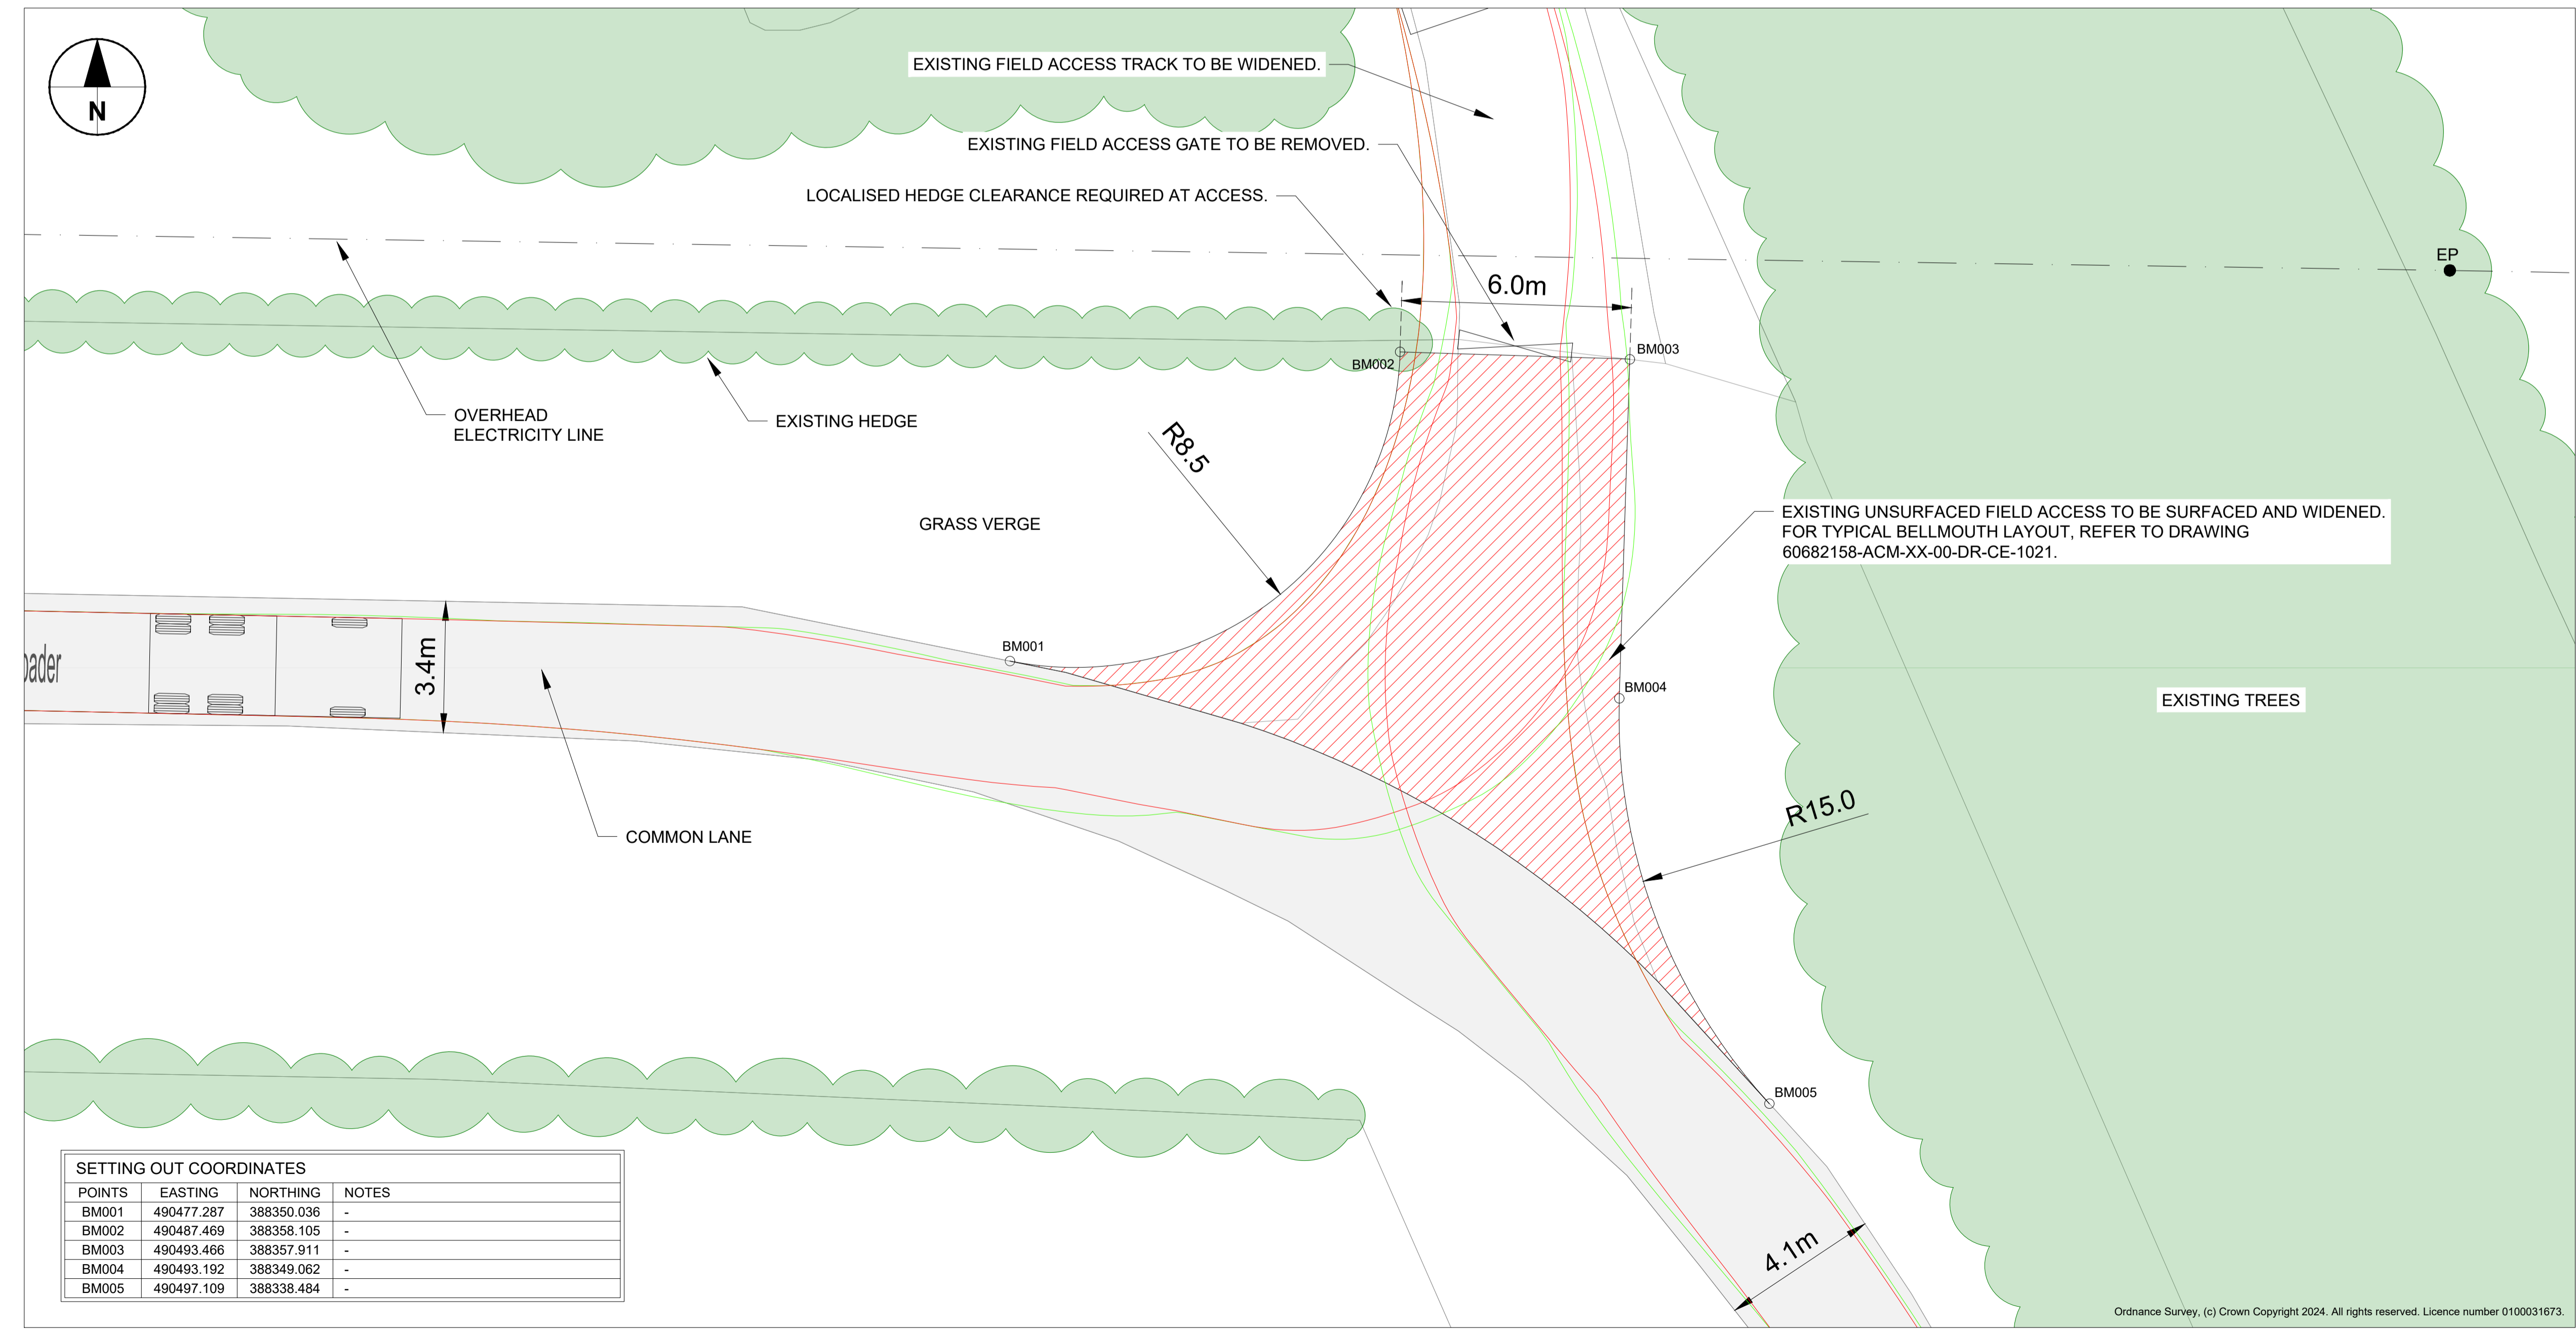 EXISTING FIELD ACCESS TRACK TO BE WIDENED.
N
EXISTING FIELD ACCESS GATE TO BE REMOVED.
LOCALISED HEDGE CLEARANCE REQUIRED AT ACCESS.
EP
6.0m
BM003
BM002
OVERHEAD
ELECTRICITY LINE
EXISTING HEDGE
R8.5
GRASS VERGE
EXISTING UNSURFACED FIELD ACCESS TO BE SURFACED AND WIDENED.
FOR TYPICAL BELLMOUTH LAYOUT, REFER TO DRAWING
60682158-ACM-XX-00-DR-CE-1021.
BM001
3.4m
BM004
EXISTING TREES
R15.0
COMMON LANE
BM005
4.1m
SETTING OUT COORDINATES
POINTS EASTING NORTHING NOTES
BM001 490477.287 388350.036 -
BM002 490487.469 388358.105 -
BM003 490493.466 388357.911 -
BM004 490493.192 388349.062 -
BM005 490497.109 388338.484 -
Ordnance Survey, (c) Crown Copyright 2024. All rights reserved. Licence number 0100031673.